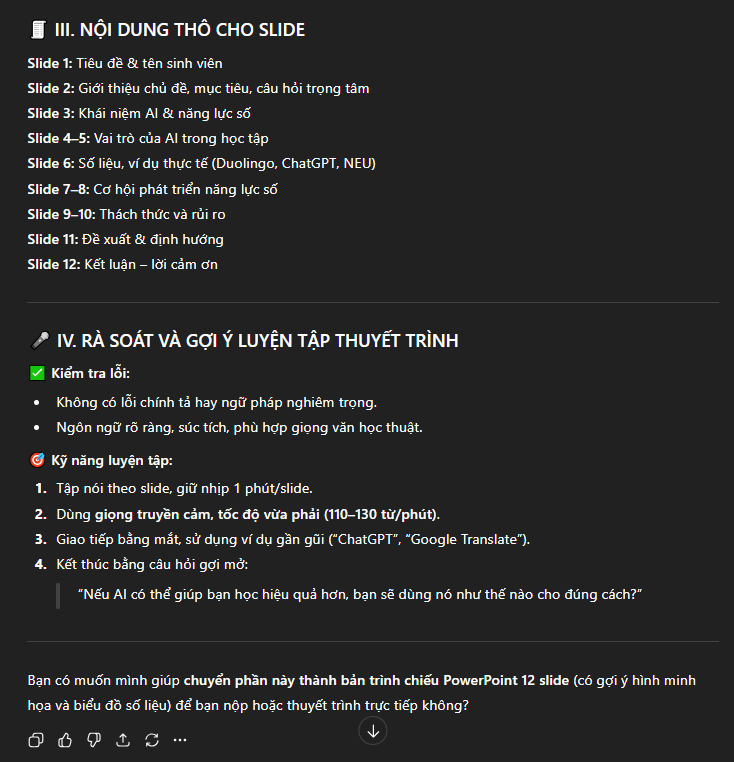 III. NỘI DUNG THÔ CHO SLIDE
Slide 1: Tiêu đề & tên sinh viên
Slide 2: Giới thiệu chủ đề, mục tiêu, câu hỏi trọng tâm
Slide 3: Khái niệm AI & năng lực số
Slide 4–5: Vai trò của AI trong học tập
Slide 6: Số liệu, ví dụ thực tế (Duolingo, ChatGPT, NEU)
Slide 7–8: Cơ hội phát triển năng lực số
Slide 9–10: Thách thức và rủi ro
Slide 11: Đề xuất & định hướng
Slide 12: Kết luận – lời cảm ơn
IV. RÀ SOÁT VÀ GỢI Ý LUYỆN TẬP THUYẾT TRÌNH
Kiểm tra lỗi:
Không có lỗi chính tả hay ngữ pháp nghiêm trọng.
Ngôn ngữ rõ ràng, súc tích, phù hợp giọng văn học thuật.
Kỹ năng luyện tập:
1. Tập nói theo slide, giữ nhịp 1 phút/slide.
2. Dùng giọng truyền cảm, tốc độ vừa phải (110–130 từ/phút).
3. Giao tiếp bằng mắt, sử dụng ví dụ gần gũi (“ChatGPT”, “Google Translate”).
4. Kết thúc bằng câu hỏi gợi mở:
“Nếu AI có thể giúp bạn học hiệu quả hơn, bạn sẽ dùng nó như thế nào cho đúng cách?”
Bạn có muốn mình giúp chuyển phần này thành bản trình chiếu PowerPoint 12 slide (có gợi ý hình minh
họa và biểu đồ số liệu) để bạn nộp hoặc thuyết trình trực tiếp không?